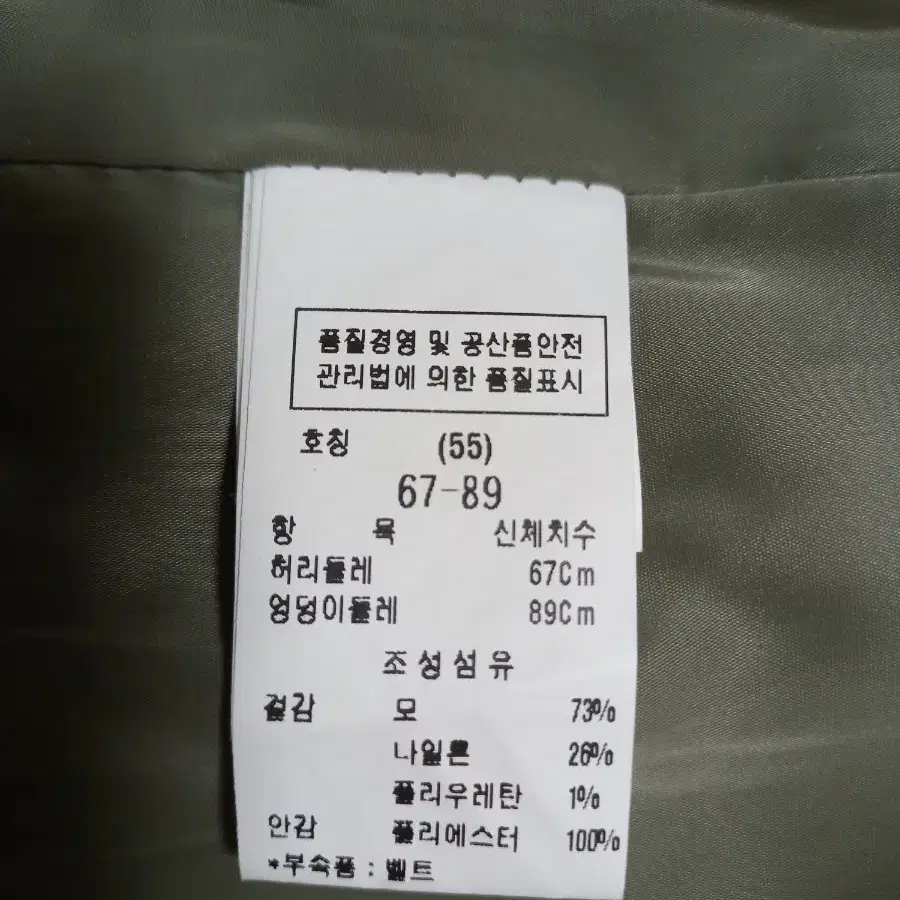 품질경영 및 공산품안전
관리법에 의한 품질표시
호칭 (55)
67-89
항 목 신체치수
허리둘레 67Cm
엉덩이둘레 89Cm
조성섬유
겉감 모 73%
나일론 26%
폴리우레탄 1%
안감 폴리에스터 100%
*부속품 : 벨트